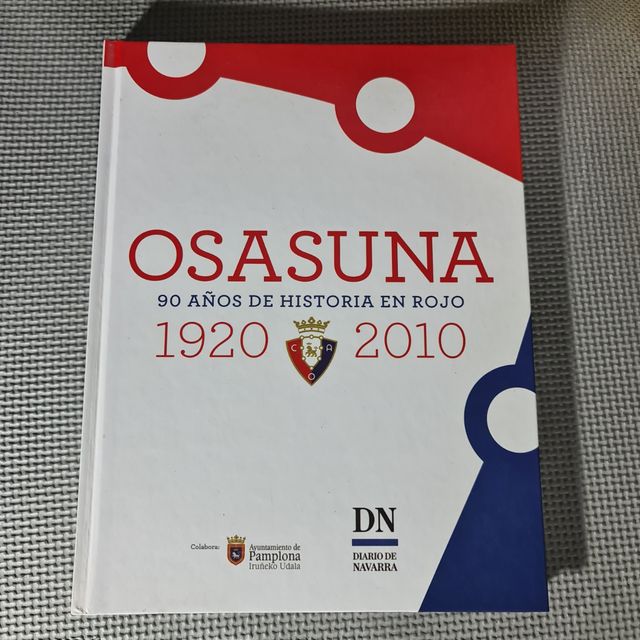 OSASUNA
90 AÑOS DE HISTORIA EN ROJO
1920 2010
C A
O
Colabora:
Ayuntamiento de
Pamplona
Iruñeko Udala
DN
DIARIO DE
NAVARRA